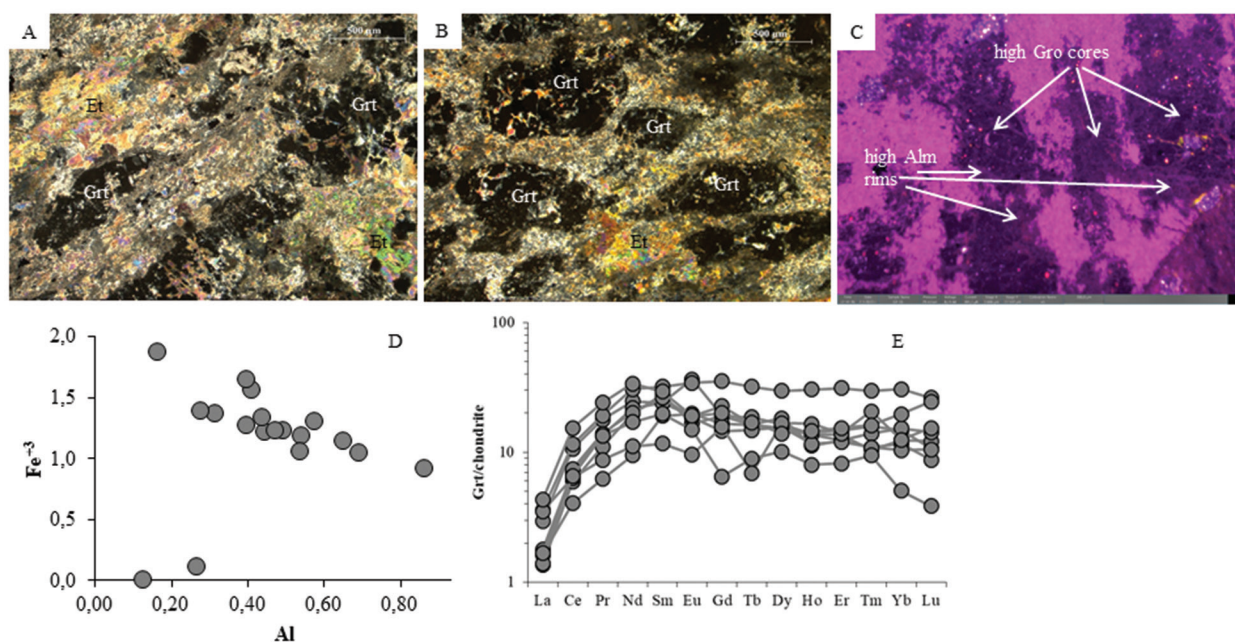 A
500 µm
Et
Grt
Grt
Et
B
500 µm
Grt
Grt
Grt
Grt
Et
C
high Gro cores
high Alm
rims
D
2,0
1,5
1,0
0,5
0,0
Fe⁺³
0,00 0,20 0,40 0,60 0,80
Al
E
100
10
1
Grt/chondrite
La Ce Pr Nd Sm Eu Gd Tb Dy Ho Er Tm Yb Lu